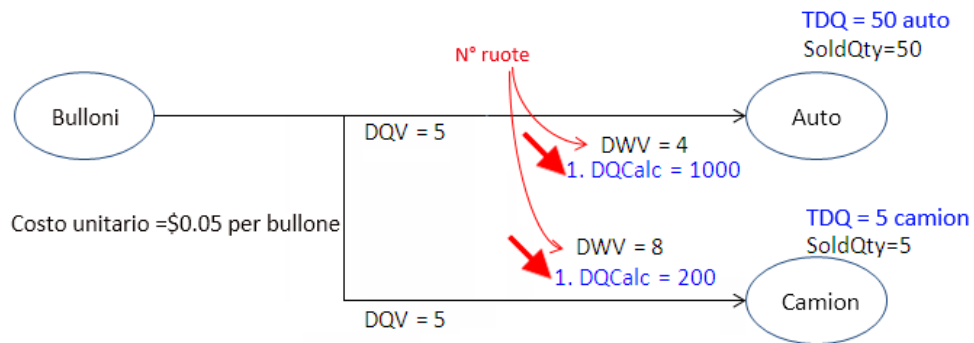 TDQ = 50 auto
SoldQty=50
N° ruote
Bulloni
Auto
DQV = 5
DWV = 4
1. DQCalc = 1000
Costo unitario =$0.05 per bullone
TDQ = 5 camion
SoldQty=5
DWV = 8
1. DQCalc = 200
Camion
DQV = 5